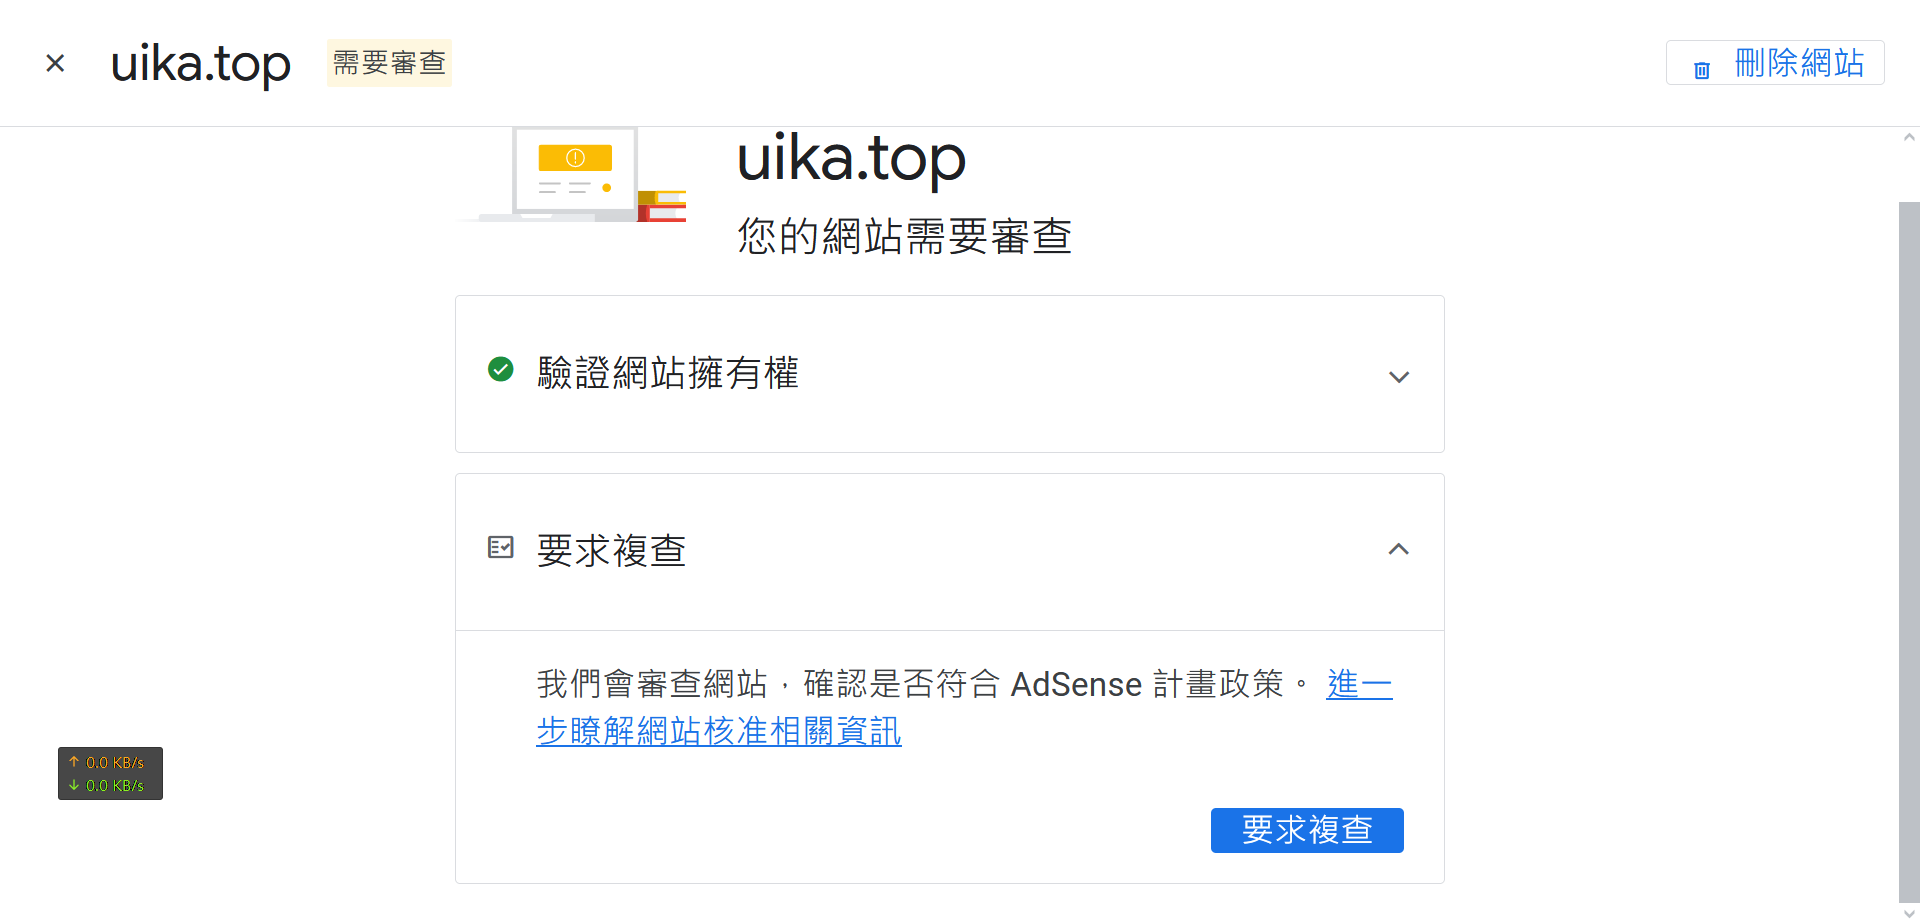 uika.top
需要審查
刪除網站
uika.top
您的網站需要審查
驗證網站擁有權
要求複查
我們會審查網站，確認是否符合 AdSense 計畫政策。 進一
步瞭解網站核准相關資訊
↑ 0.0 KB/s
↓ 0.0 KB/s
要求複查